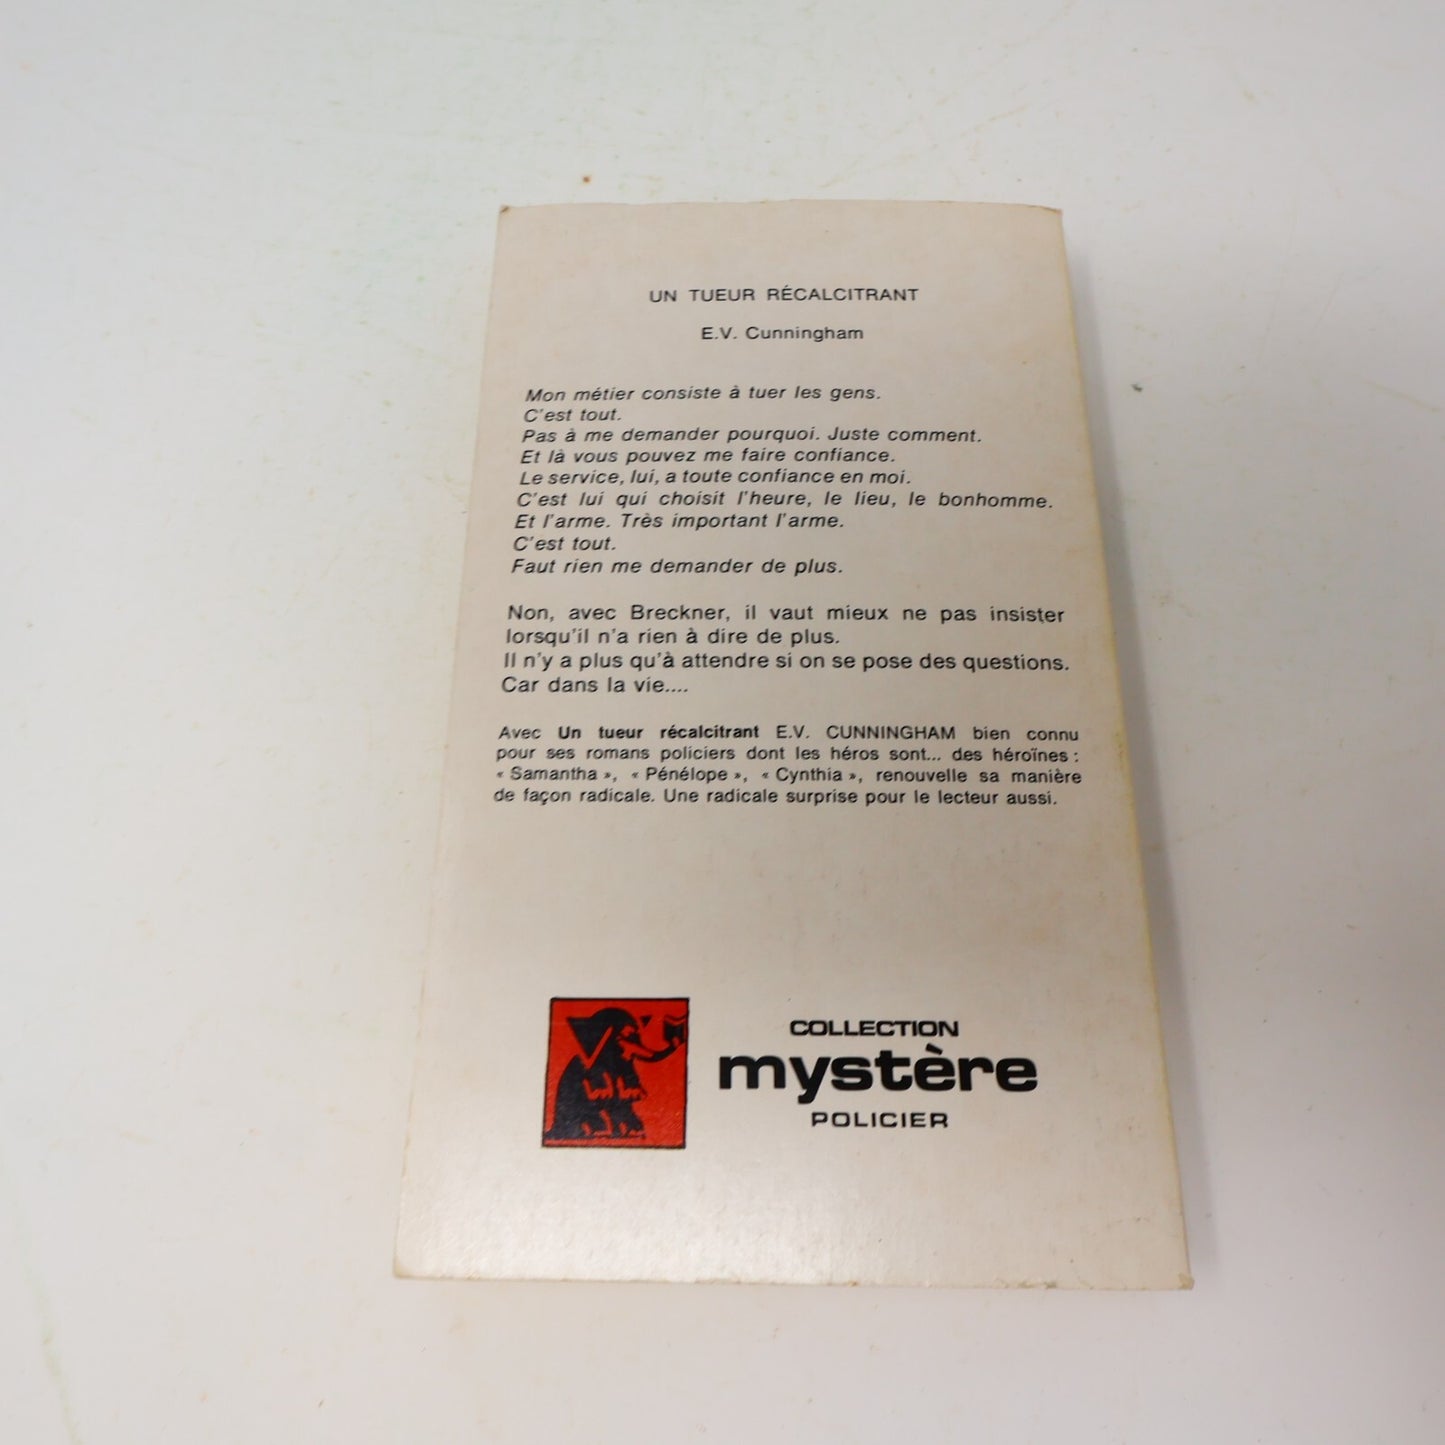 UN TUEUR RÉCALCITRANT
E.V. Cunningham
Mon métier consiste à tuer les gens.
C'est tout.
Pas à me demander pourquoi. Juste comment.
Et là vous pouvez me faire confiance.
Le service, lui, a toute confiance en moi.
C'est lui qui choisit l'heure, le lieu, le bonhomme.
Et l'arme. Très important l'arme.
C'est tout.
Faut rien me demander de plus.
Non, avec Breckner, il vaut mieux ne pas insister
lorsqu'il n'a rien à dire de plus.
Il n'y a plus qu'à attendre si on se pose des questions.
Car dans la vie....
Avec Un tueur récalcitrant E.V. CUNNINGHAM bien connu
pour ses romans policiers dont les héros sont... des héroïnes :
« Samantha », « Pénélope », « Cynthia », renouvelle sa manière
de façon radicale. Une radicale surprise pour le lecteur aussi.
COLLECTION
mystère
POLICIER